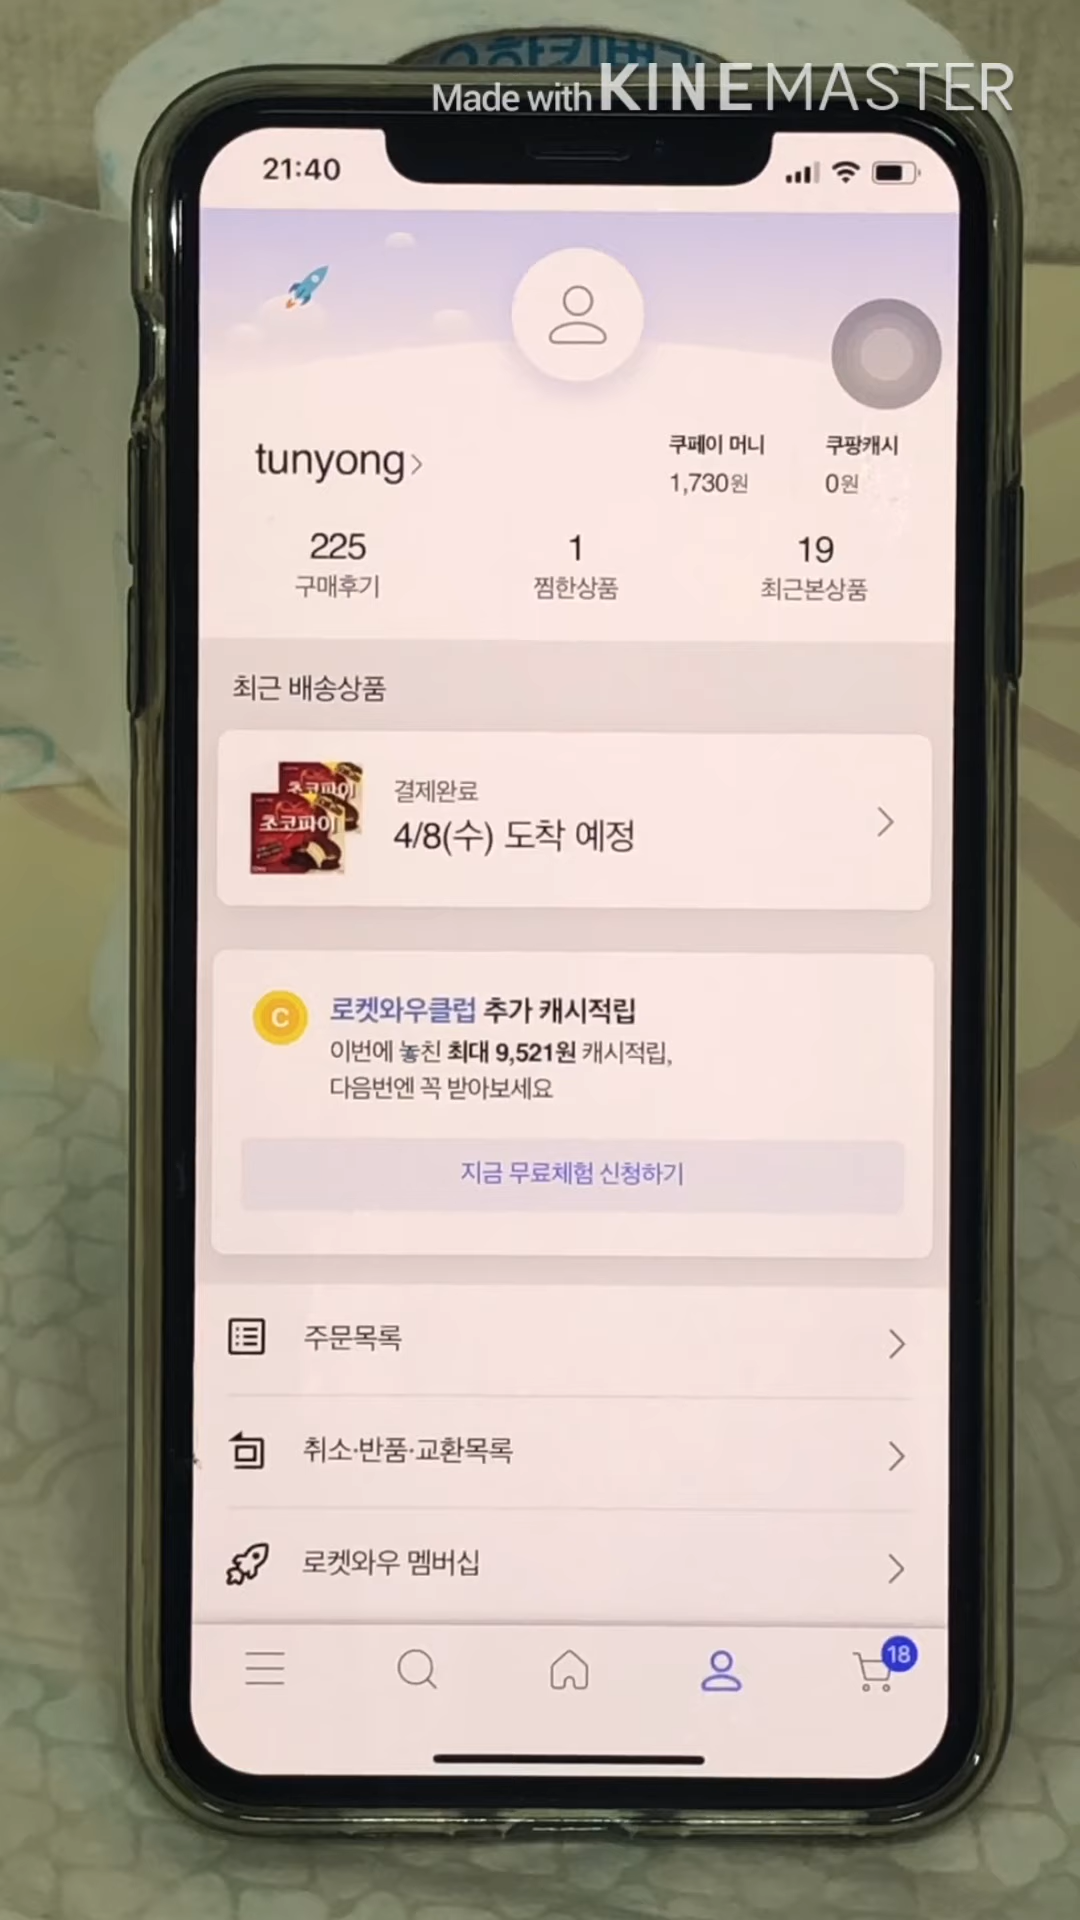 Made with KINEMASTER
21:40
tunyong
쿠페이 머니
1,730원
쿠팡캐시
0원
225
구매후기
1
찜한상품
19
최근본상품
최근 배송상품
초코파이
초코파이
결제완료
4/8(수) 도착 예정
C
로켓와우클럽 추가 캐시적립
이번에 놓친 최대 9,521원 캐시적립,
다음번엔 꼭 받아보세요
지금 무료체험 신청하기
주문목록
취소·반품·교환목록
로켓와우 멤버십
18